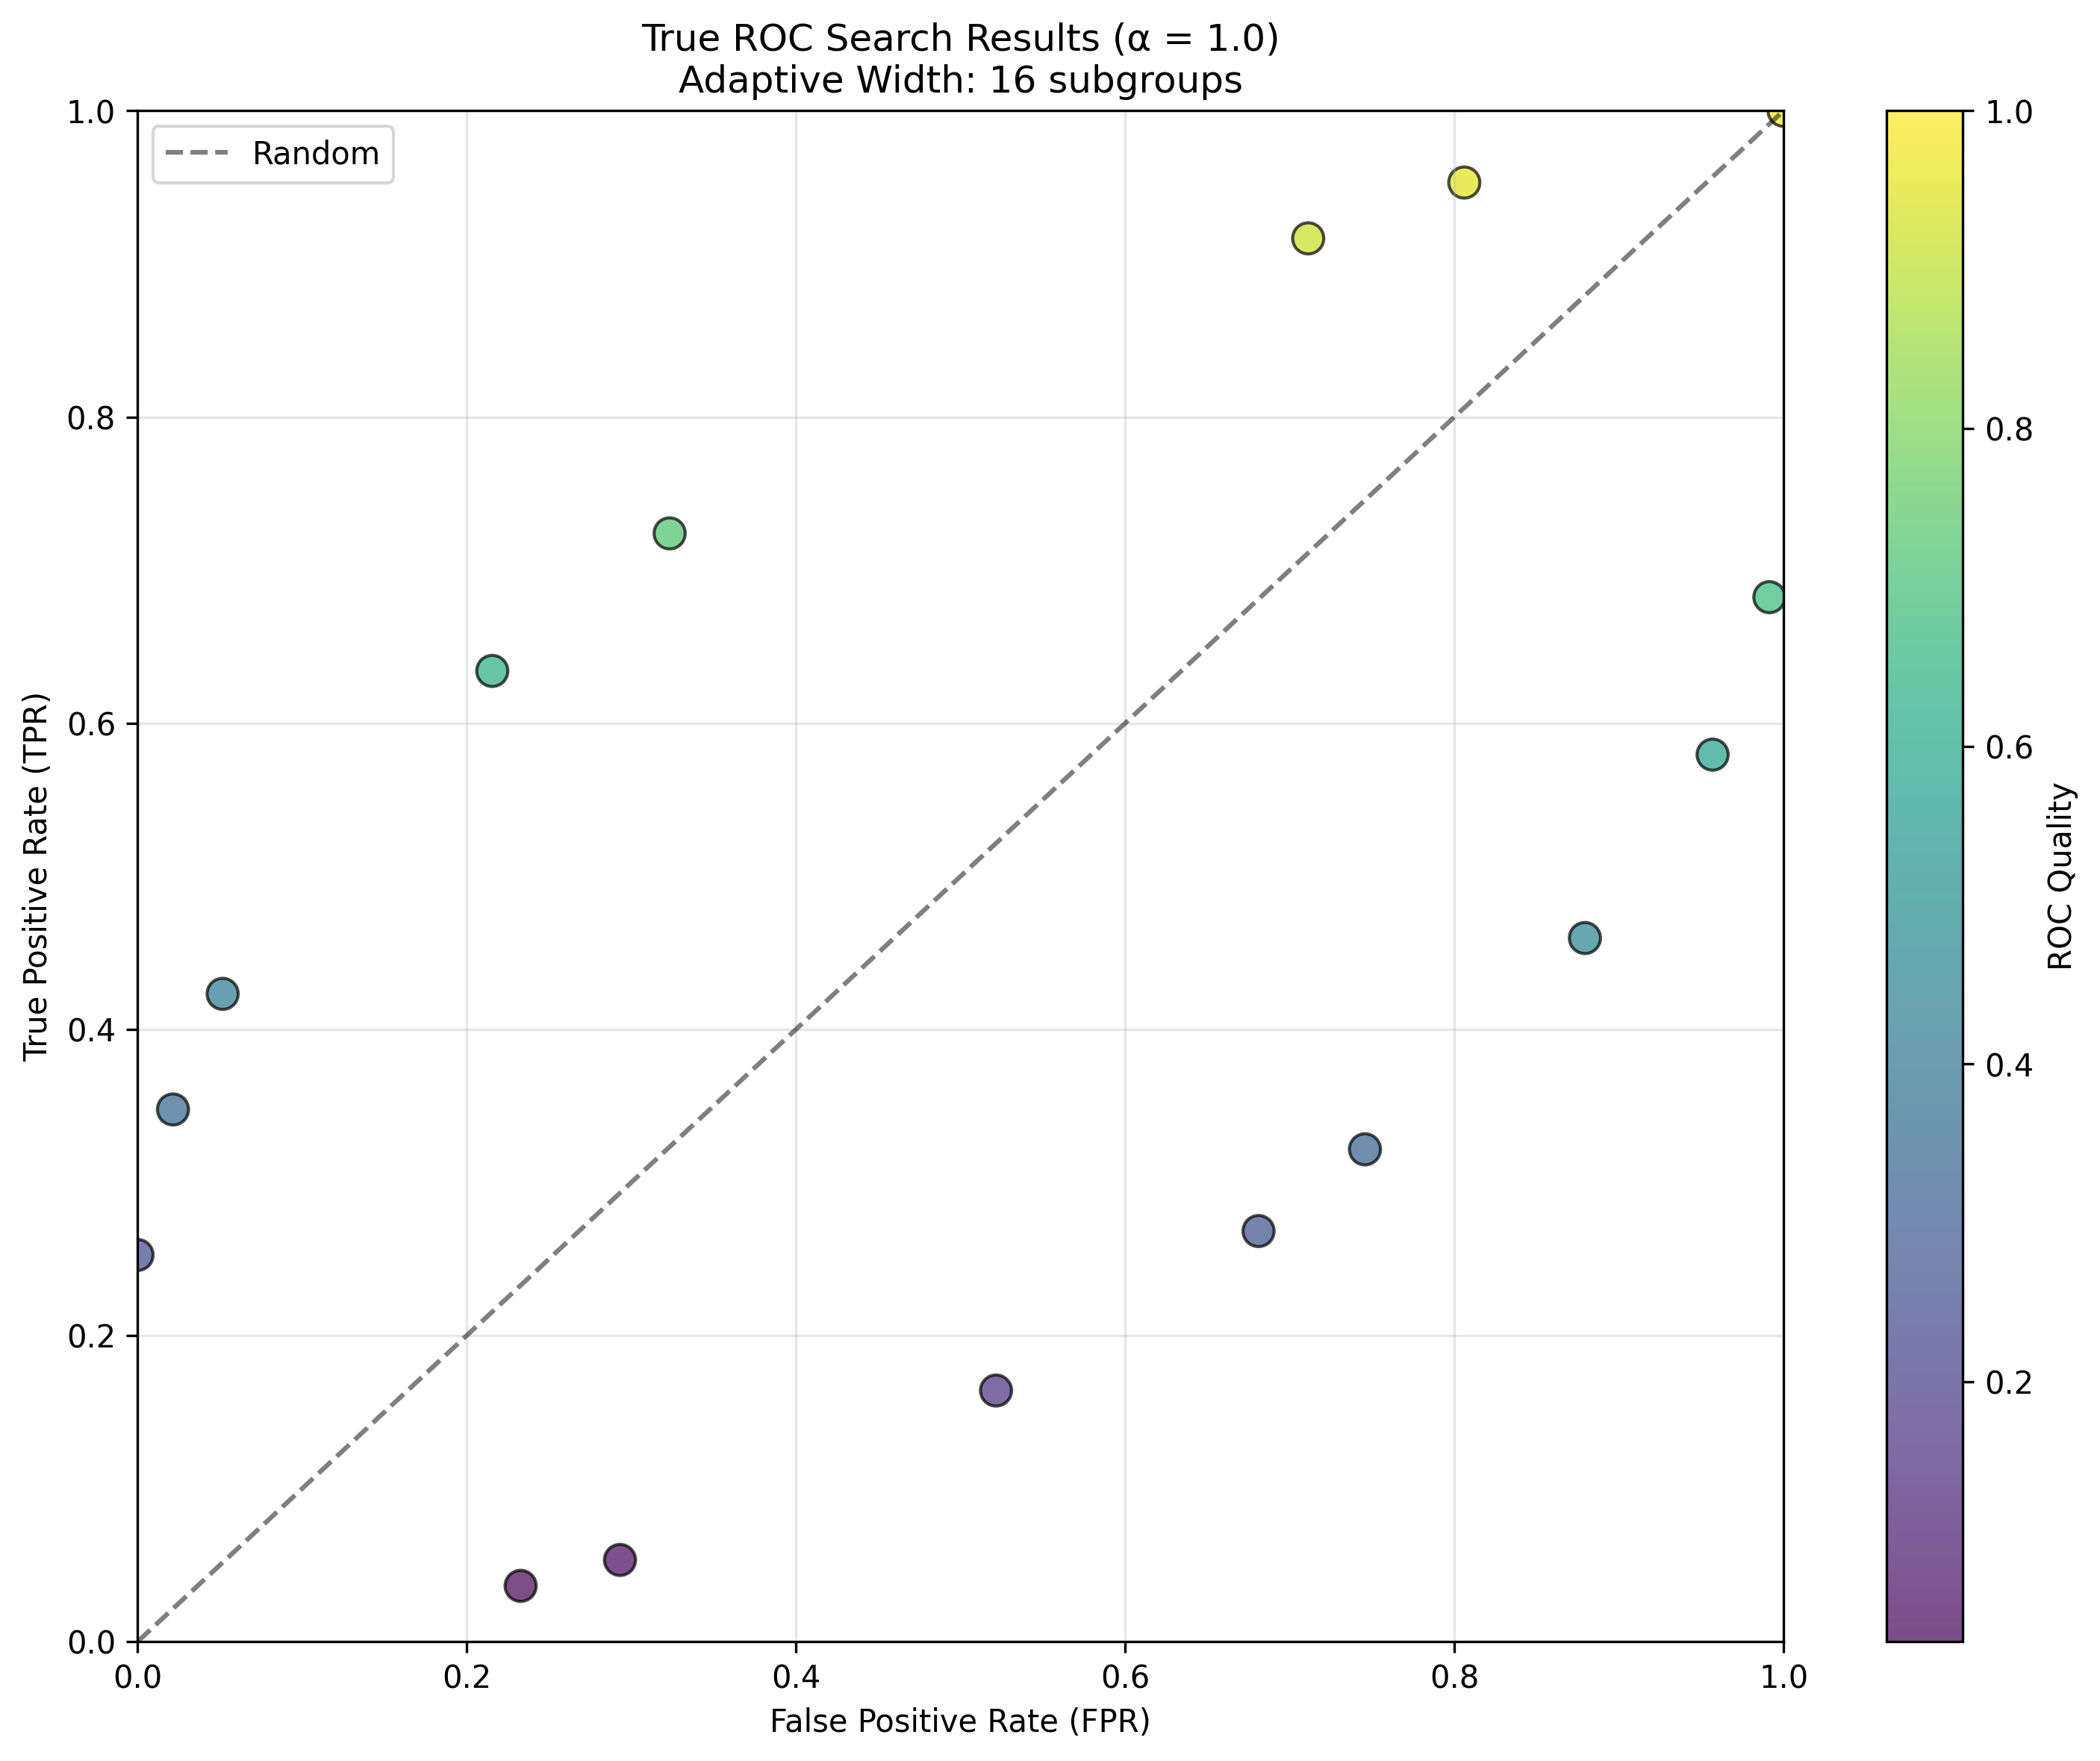 True ROC Search Results (α = 1.0)
Adaptive Width: 16 subgroups
Random
True Positive Rate (TPR)
1.0
0.8
0.6
0.4
0.2
0.0
0.0 0.2 0.4 0.6 0.8 1.0
False Positive Rate (FPR)
1.0
0.8
0.6
0.4
0.2
ROC Quality